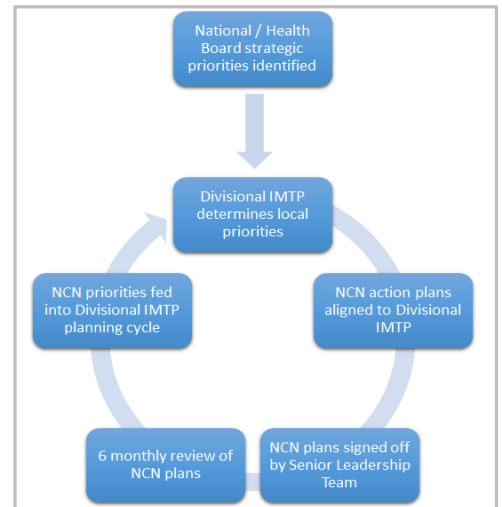 National / Health
Board strategic
priorities identified
Divisional IMTP
determines local
priorities
NCN action plans
aligned to Divisional
IMTP
NCN plans signed off
by Senior Leadership
Team
6 monthly review of
NCN plans
NCN priorities fed
into Divisional IMTP
planning cycle